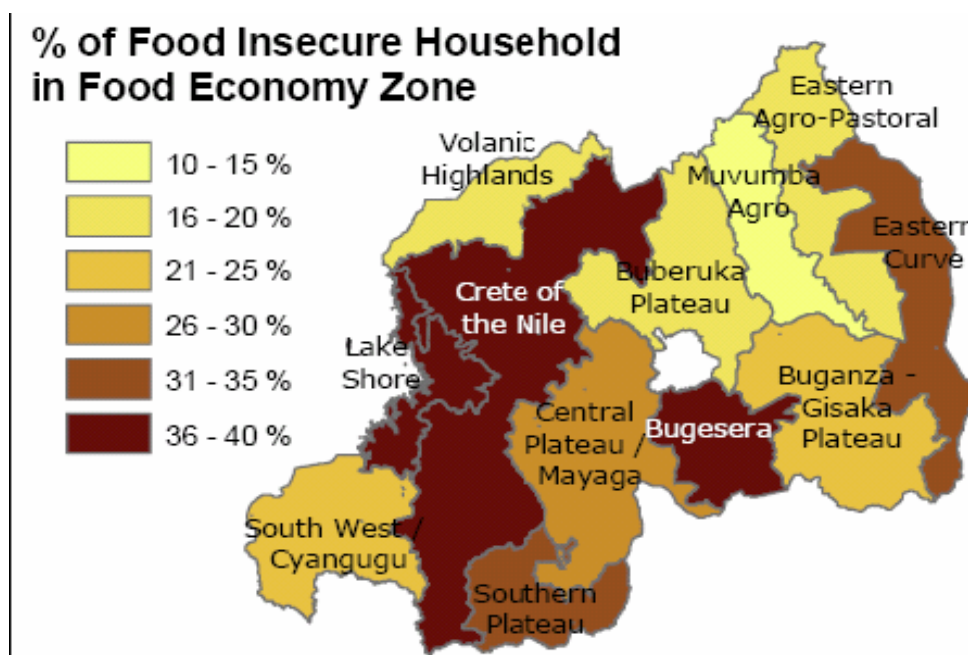 % of Food Insecure Household
in Food Economy Zone
10 - 15 %
16 - 20 %
21 - 25 %
26 - 30 %
31 - 35 %
36 - 40 %
Eastern
Agro-Pastoral
Volanic
Highlands
Muvumba
Agro
Eastern
Curve
Buberuka
Plateau
Crete of
the Nile
Lake
Shore
Buganza -
Gisaka
Plateau
Central
Plateau /
Mayaga
Bugesera
South West /
Cyangugu
Southern
Plateau